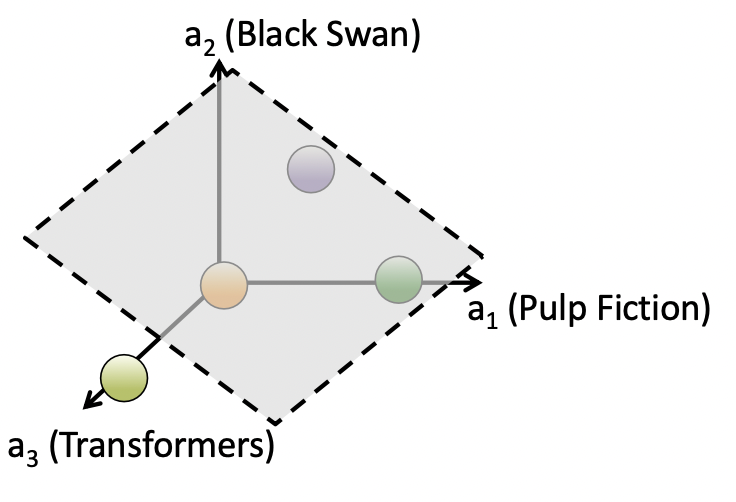 a2 (Black Swan)
a1 (Pulp Fiction)
a3 (Transformers)